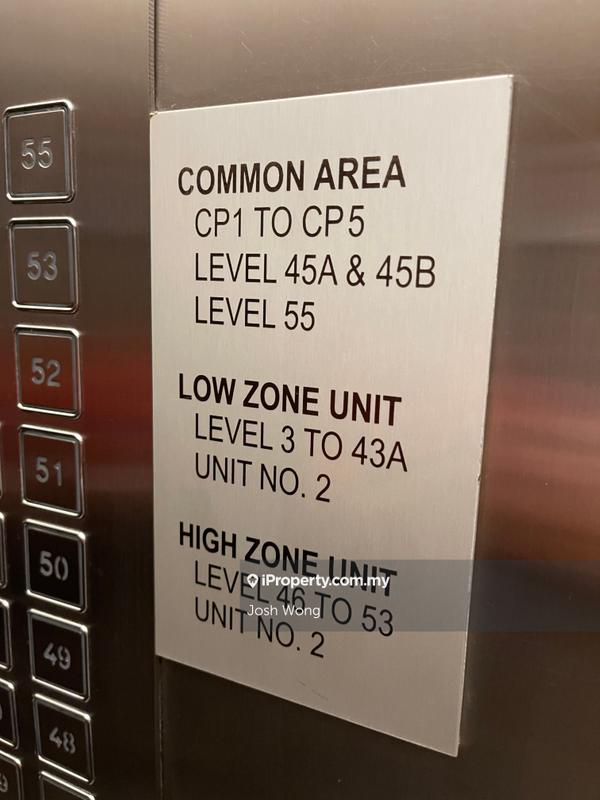 55
53
52
51
50
49
48
COMMON AREA
CP1 TO CP5
LEVEL 45A & 45B
LEVEL 55
LOW ZONE UNIT
LEVEL 3 TO 43A
UNIT NO. 2
HIGH ZONE UNIT
LEVEL 46 TO 53
UNIT NO. 2
iProperty.com.my
Josh Wong